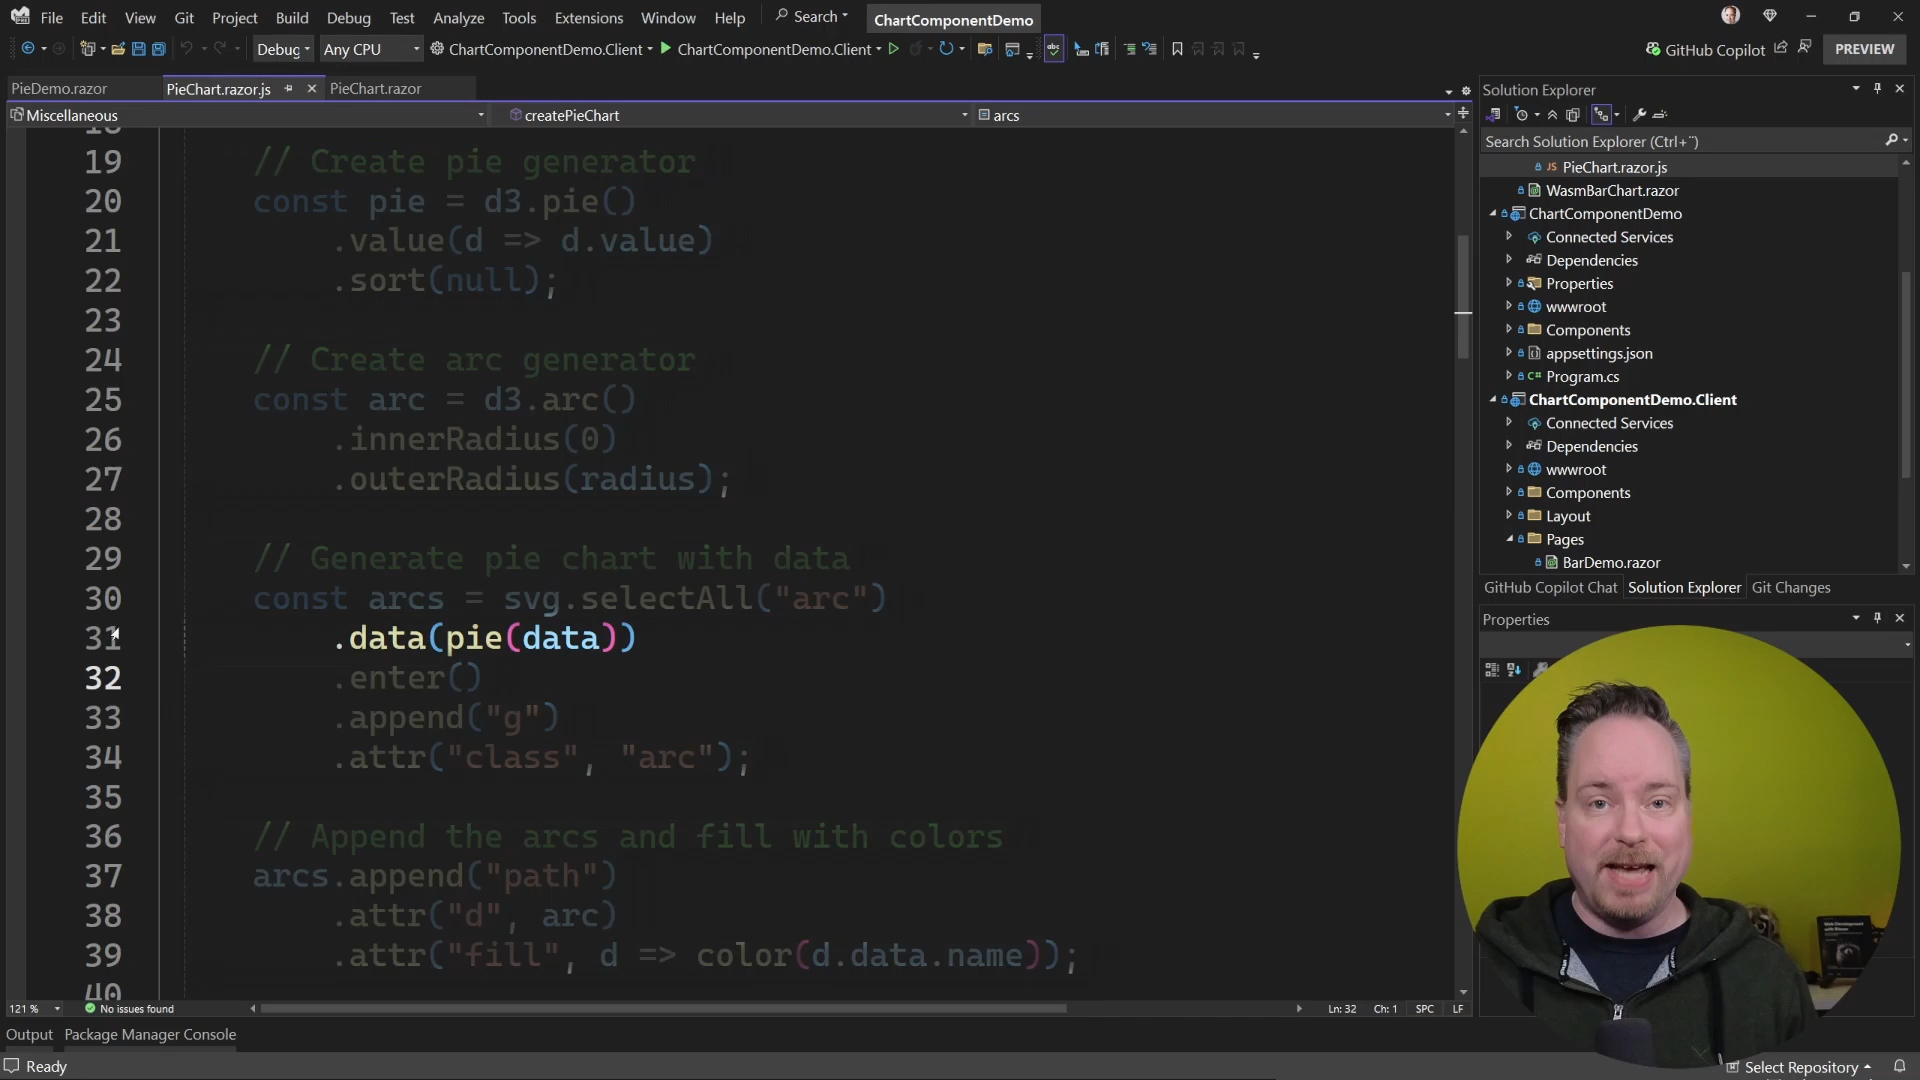 File Edit View Git Project Build Debug Test Analyze Tools Extensions Window Help Search ChartComponentDemo
Debug Any CPU ChartComponentDemo.Client ChartComponentDemo.Client GitHub Copilot PREVIEW
PieDemo.razor PieChart.razor.js PieChart.razor
Miscellaneous createPieChart arcs
19 // Create pie generator
20 const pie = d3.pie()
21 .value(d => d.value)
22 .sort(null);
23
24 // Create arc generator
25 const arc = d3.arc()
26 .innerRadius(0)
27 .outerRadius(radius);
28
29 // Generate pie chart with data
30 const arcs = svg.selectAll("arc")
31 .data(pie(data))
32 .enter()
33 .append("g")
34 .attr("class", "arc");
35
36 // Append the arcs and fill with colors
37 arcs.append("path")
38 .attr("d", arc)
39 .attr("fill", d => color(d.data.name));
40
121 % No issues found Ln: 32 Ch: 1 SPC LF
Output Package Manager Console
Ready
Solution Explorer
Search Solution Explorer (Ctrl+¨)
JS PieChart.razor.js
WasmBarChart.razor
ChartComponentDemo
Connected Services
Dependencies
Properties
wwwroot
Components
appsettings.json
C# Program.cs
ChartComponentDemo.Client
Connected Services
Dependencies
wwwroot
Components
Layout
Pages
BarDemo.razor
GitHub Copilot Chat Solution Explorer Git Changes
Properties
Select Repository